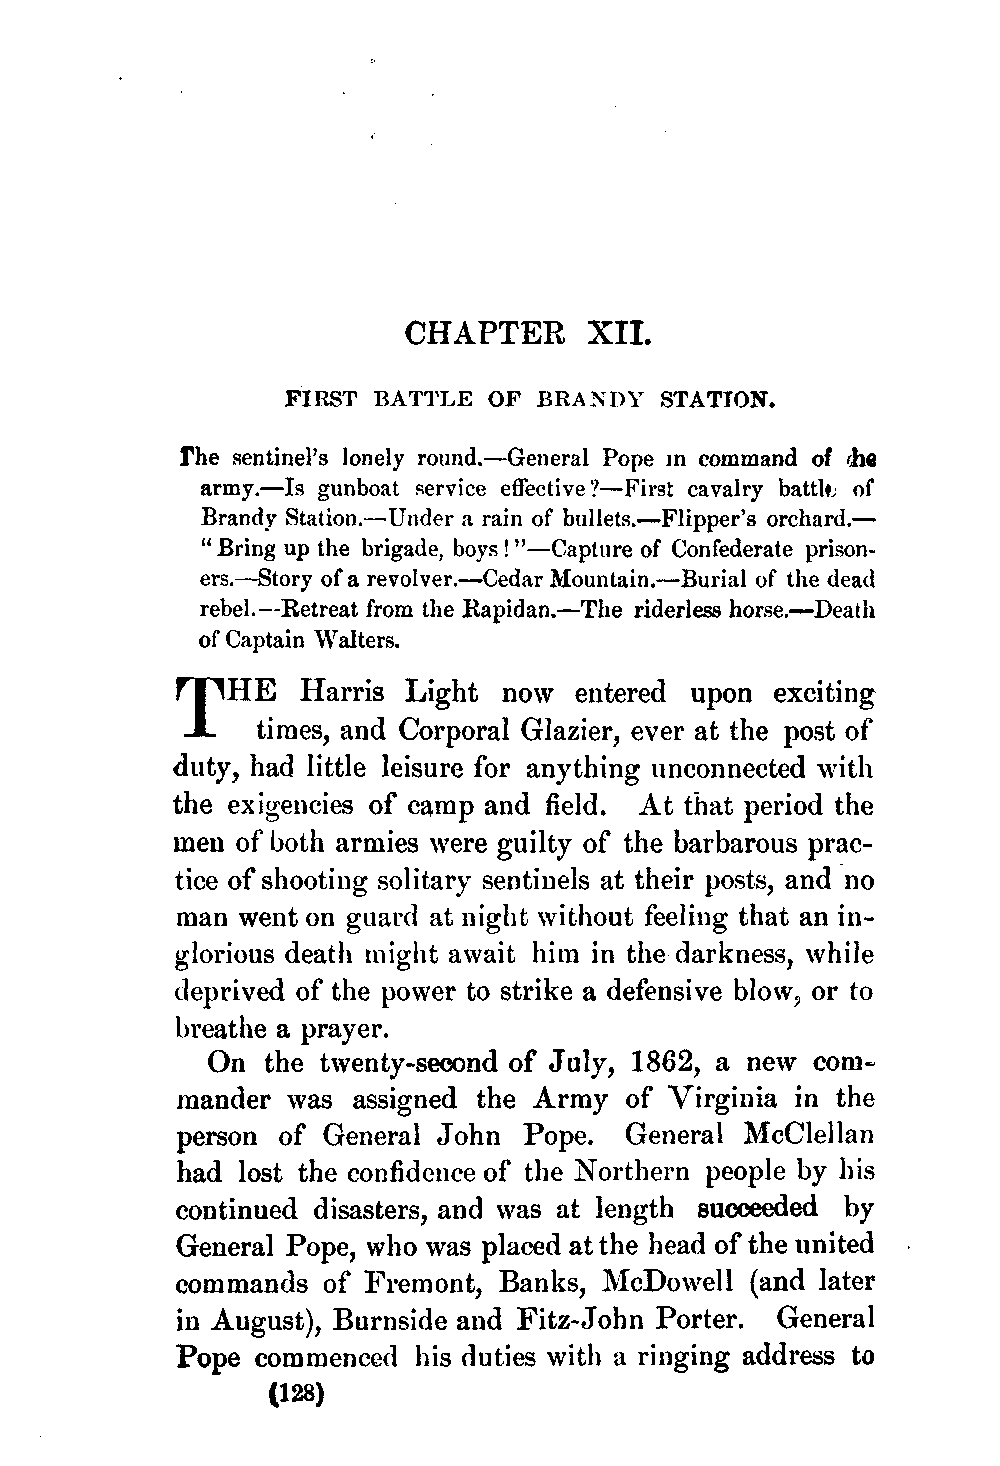 CHAPTER XII.
FIRST BATTLE OF BRANDY STATION.
The sentinel's lonely round.—General Pope in command of the
army.—Is gunboat service effective?—First cavalry battle of
Brandy Station.—Under a rain of bullets.—Flipper's orchard.—
"Bring up the brigade, boys!"—Capture of Confederate prison-
ers.—Story of a revolver.—Cedar Mountain.—Burial of the dead
rebel.—Retreat from the Rapidan.—The riderless horse.—Death
of Captain Walters.
THE Harris Light now entered upon exciting
times, and Corporal Glazier, ever at the post of
duty, had little leisure for anything unconnected with
the exigencies of camp and field. At that period the
men of both armies were guilty of the barbarous prac-
tice of shooting solitary sentinels at their posts, and no
man went on guard at night without feeling that an in-
glorious death might await him in the darkness, while
deprived of the power to strike a defensive blow, or to
breathe a prayer.
On the twenty-second of July, 1862, a new com-
mander was assigned the Army of Virginia in the
person of General John Pope. General McClellan
had lost the confidence of the Northern people by his
continued disasters, and was at length succeeded by
General Pope, who was placed at the head of the united
commands of Fremont, Banks, McDowell (and later
in August), Burnside and Fitz-John Porter. General
Pope commenced his duties with a ringing address to
(128)